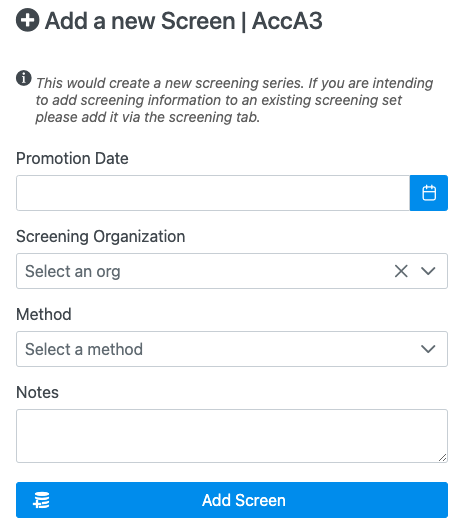 Add a new Screen | AccA3
This would create a new screening series. If you are intending
to add screening information to an existing screening set
please add it via the screening tab.
Promotion Date
Screening Organization
Select an org
Method
Select a method
Notes
Add Screen